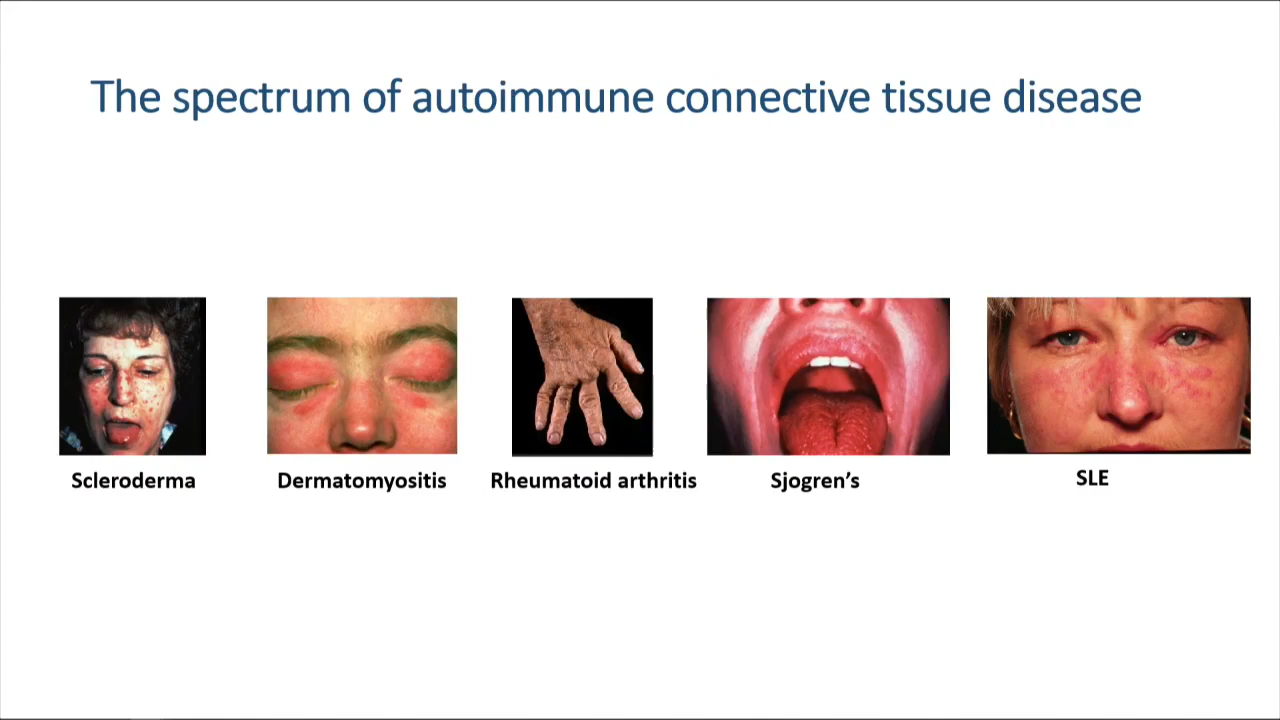 The spectrum of autoimmune connective tissue disease
Scleroderma
Dermatomyositis
Rheumatoid arthritis
Sjogren’s
SLE